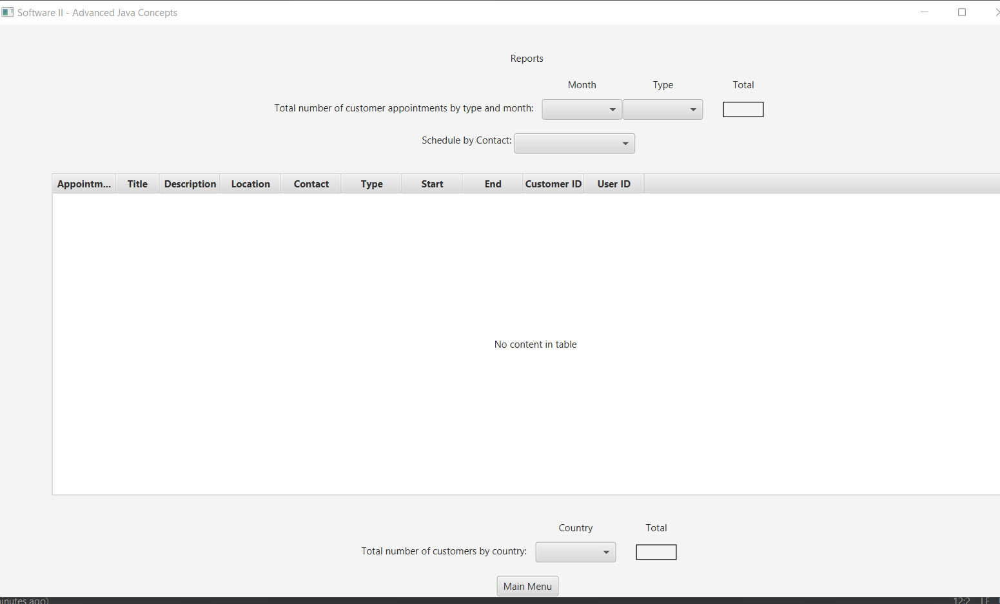 Software II - Advanced Java Concepts
Reports
Month Type Total
Total number of customer appointments by type and month:
Schedule by Contact:
Appointm... Title Description Location Contact Type Start End Customer ID User ID
No content in table
Country Total
Total number of customers by country:
Main Menu
inutes ago) 12:2 LF